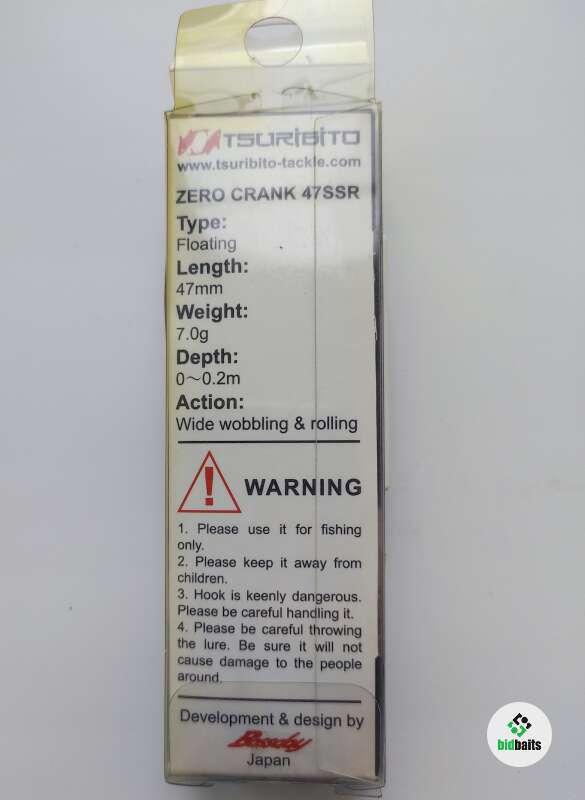 TSURIBITO
www.tsuribito-tackle.com
ZERO CRANK 47SSR
Type:
Floating
Length:
47mm
Weight:
7.0g
Depth:
0～0.2m
Action:
Wide wobbling & rolling
WARNING
1. Please use it for fishing
only.
2. Please keep it away from
children.
3. Hook is keenly dangerous.
Please be careful handling it.
4. Please be careful throwing
the lure. Be sure it will not
cause damage to the people
around.
Development & design by
Bassday
Japan
bidbaits